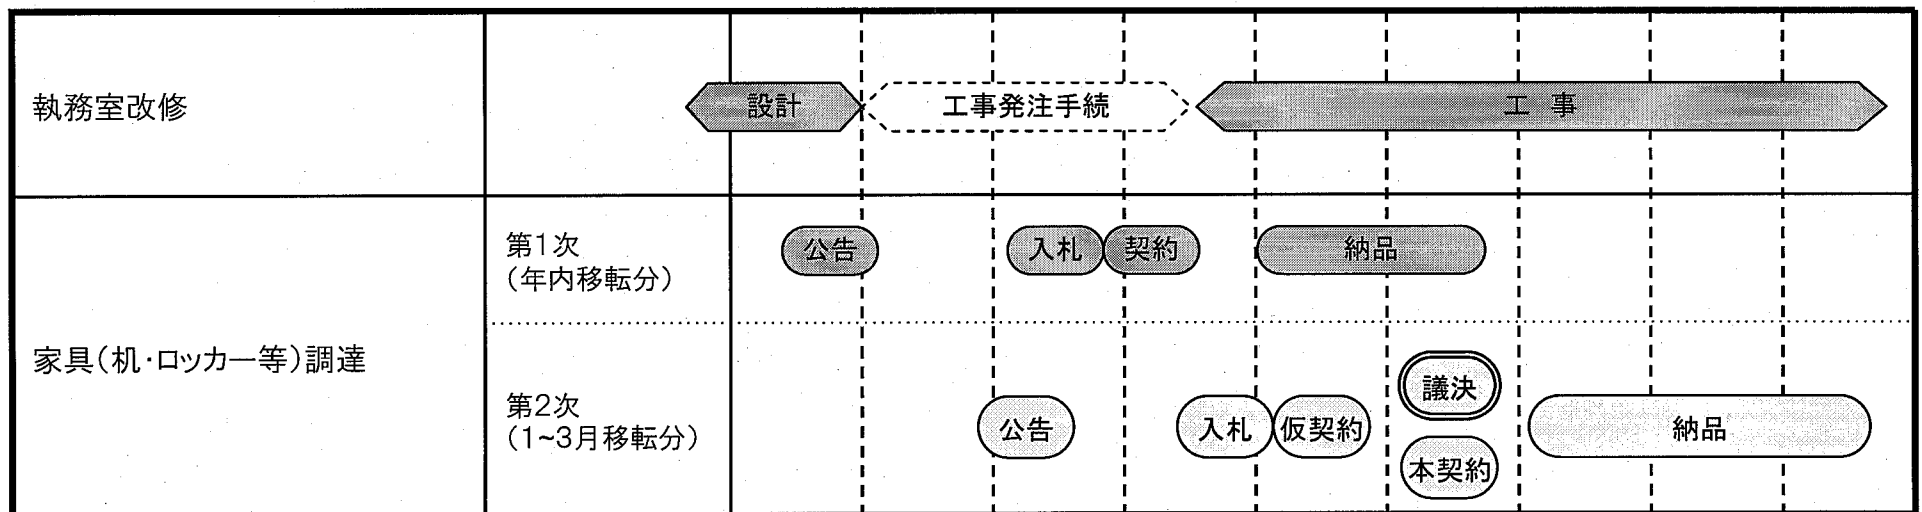 執務室改修
設計
工事発注手続
工事
家具(机・ロッカー等)調達
第1次
(年内移転分)
公告
入札
契約
納品
第2次
(1~3月移転分)
公告
入札
仮契約
議決
本契約
納品